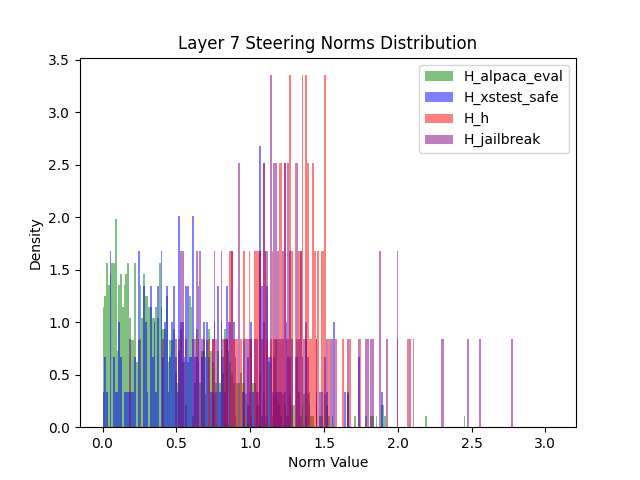 Layer 7 Steering Norms Distribution
H_alpaca_eval
H_xstest_safe
H_h
H_jailbreak
3.5
3.0
2.5
2.0
1.5
1.0
0.5
0.0
Density
0.0 0.5 1.0 1.5 2.0 2.5 3.0
Norm Value